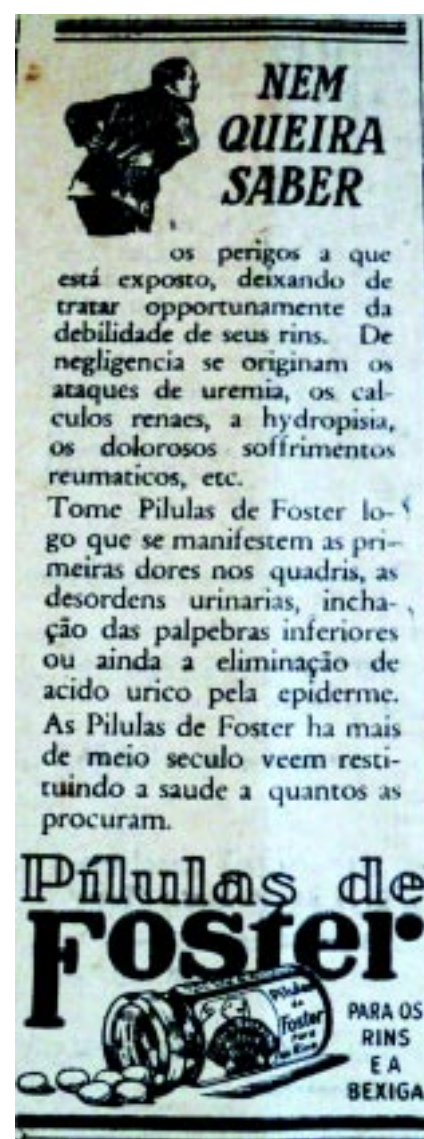 NEM
QUEIRA
SABER
os perigos a que
está exposto, deixando de
tratar opportunamente da
debilidade de seus rins. De
negligencia se originam os
ataques de uremia, os cal-
culos renaes, a hydropisia,
os dolorosos soffrimentos
reumaticos, etc.
Tome Pilulas de Foster lo-
go que se manifestem as pri-
meiras dores nos quadris, as
desordens urinarias, incha-
ção das palpebras inferiores
ou ainda a eliminação de
acido urico pela epiderme.
As Pilulas de Foster ha mais
de meio seculo veem resti-
tuindo a saude a quantos as
procuram.
Pílulas de
Foster
Pilulas
de
Foster
para
PARA OS
RINS
E A
BEXIGA